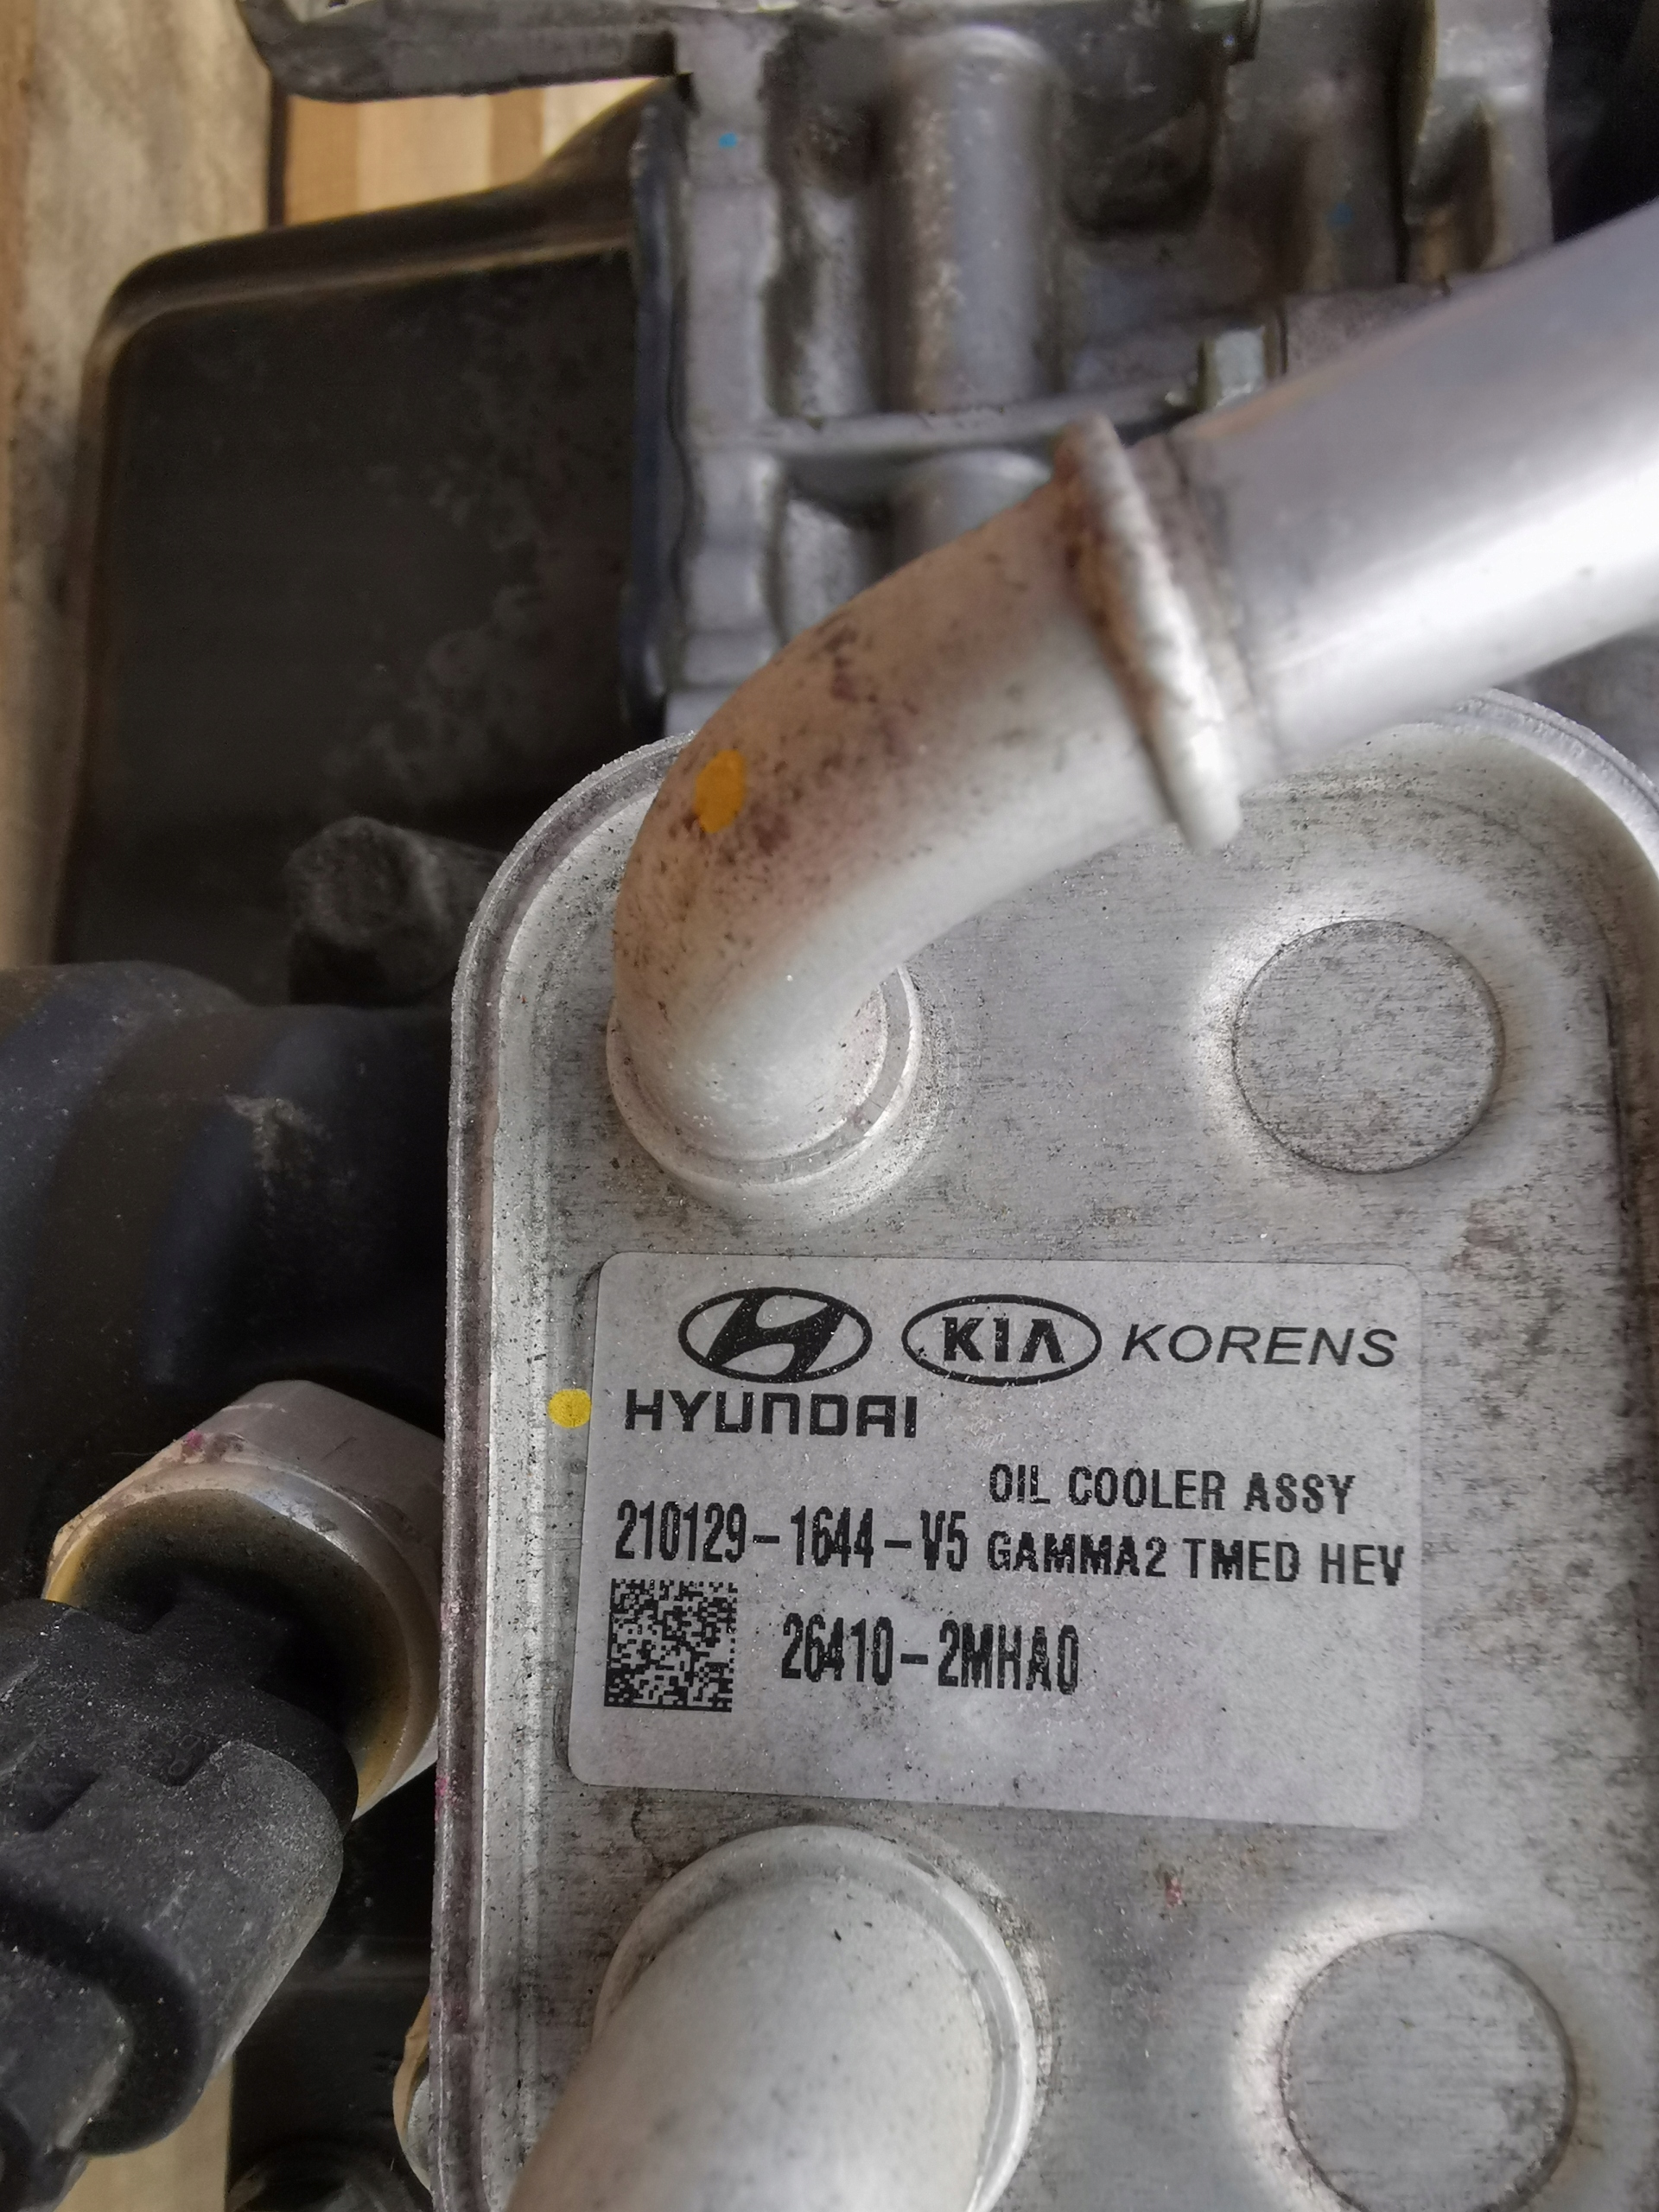 KIA KORENS
HYUNDAI
OIL COOLER ASSY
210129-1644-V5 GAMMA2 TMED HEV
26410-2MHA0